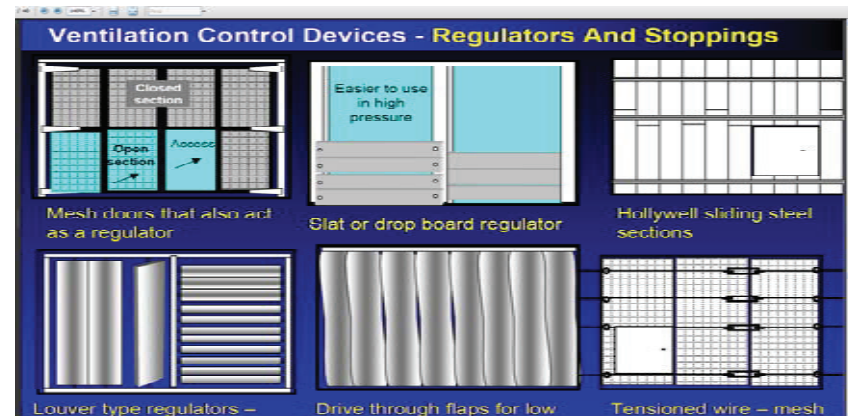 Ventilation Control Devices - Regulators And Stoppings
Closed
section
Open
section
Access
Mesh doors that also act
as a regulator
Easier to use
in high
pressure
Slat or drop board regulator
Hollywell sliding steel
sections
Louver type regulators –
Drive through flaps for low
Tensioned wire – mesh